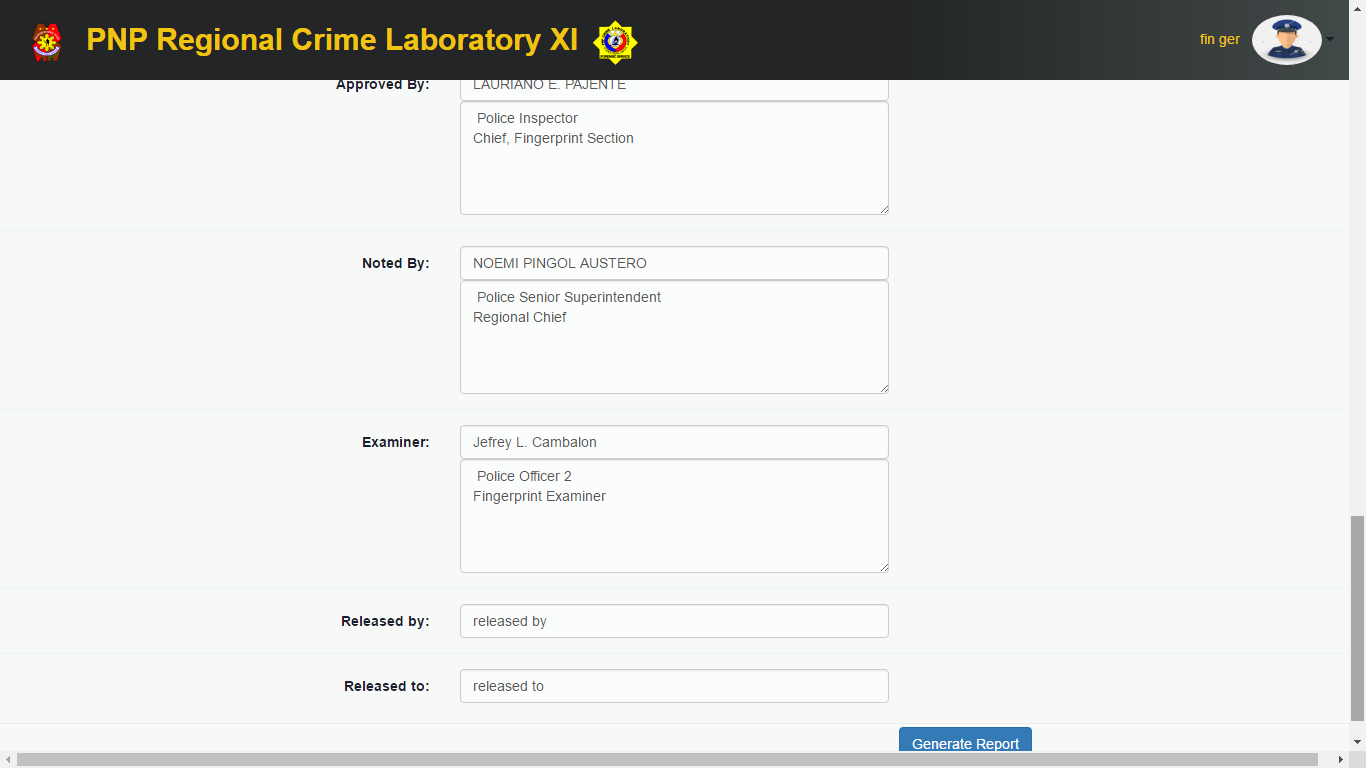 PNP Regional Crime Laboratory XI
fin ger
Approved By:
LAURIANO E. PAJENTE
Police Inspector
Chief, Fingerprint Section
Noted By:
NOEMI PINGOL AUSTERO
Police Senior Superintendent
Regional Chief
Examiner:
Jefrey L. Cambalon
Police Officer 2
Fingerprint Examiner
Released by:
released by
Released to:
released to
Generate Report